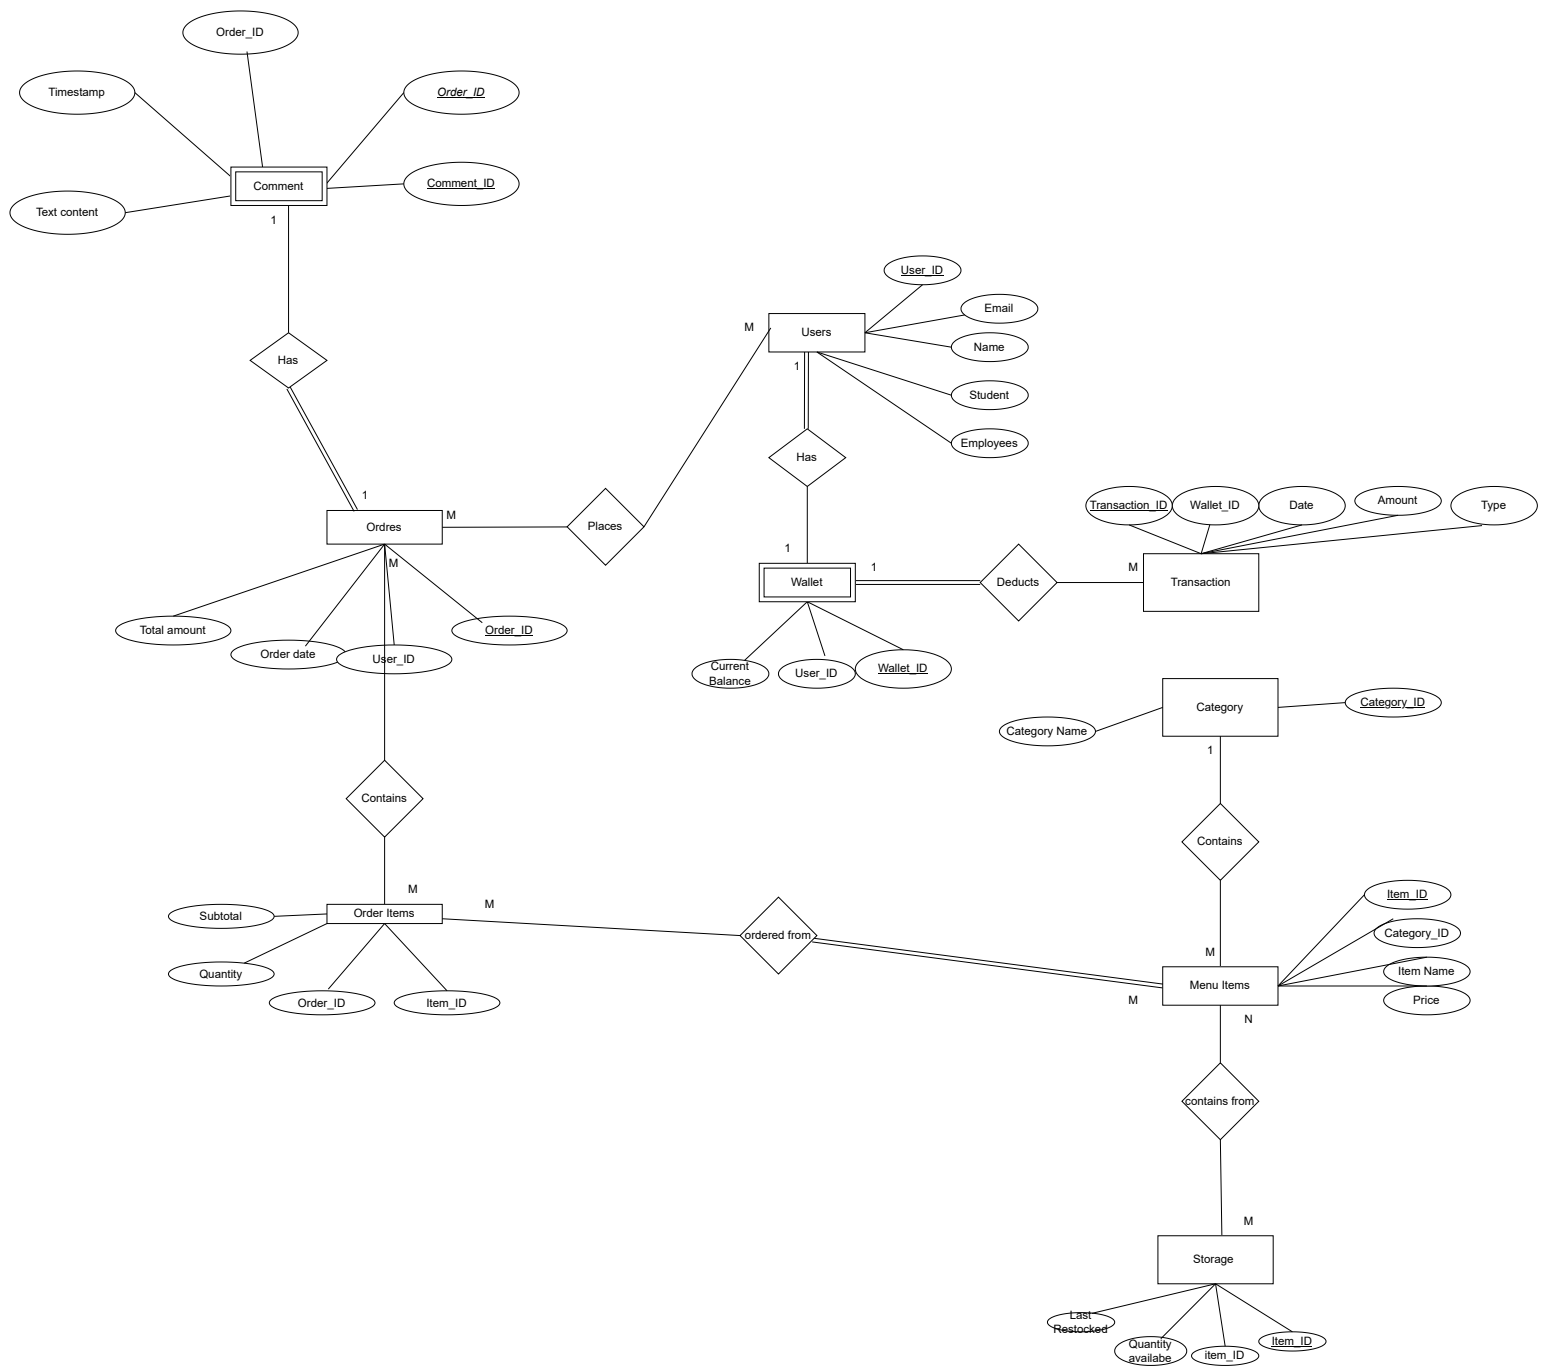 Order_ID
Timestamp
Order_ID
Comment
Comment_ID
Text content
1
User_ID
Email
M
Users
Name
Has
1
Student
Employees
Has
1
M
Ordres
Places
Transaction_ID
Wallet_ID
Date
Amount
Type
1
M
1
M
Wallet
Deducts
Transaction
Total amount
Order date
User_ID
Order_ID
Current
Balance
User_ID
Wallet_ID
Category
Category_ID
Category Name
1
Contains
Contains
M
M
Item_ID
Subtotal
Order Items
ordered from
Category_ID
M
Quantity
Item Name
Menu Items
Order_ID
Item_ID
M
Price
N
contains from
M
Storage
Last
Restocked
Quantity
availabe
item_ID
Item_ID